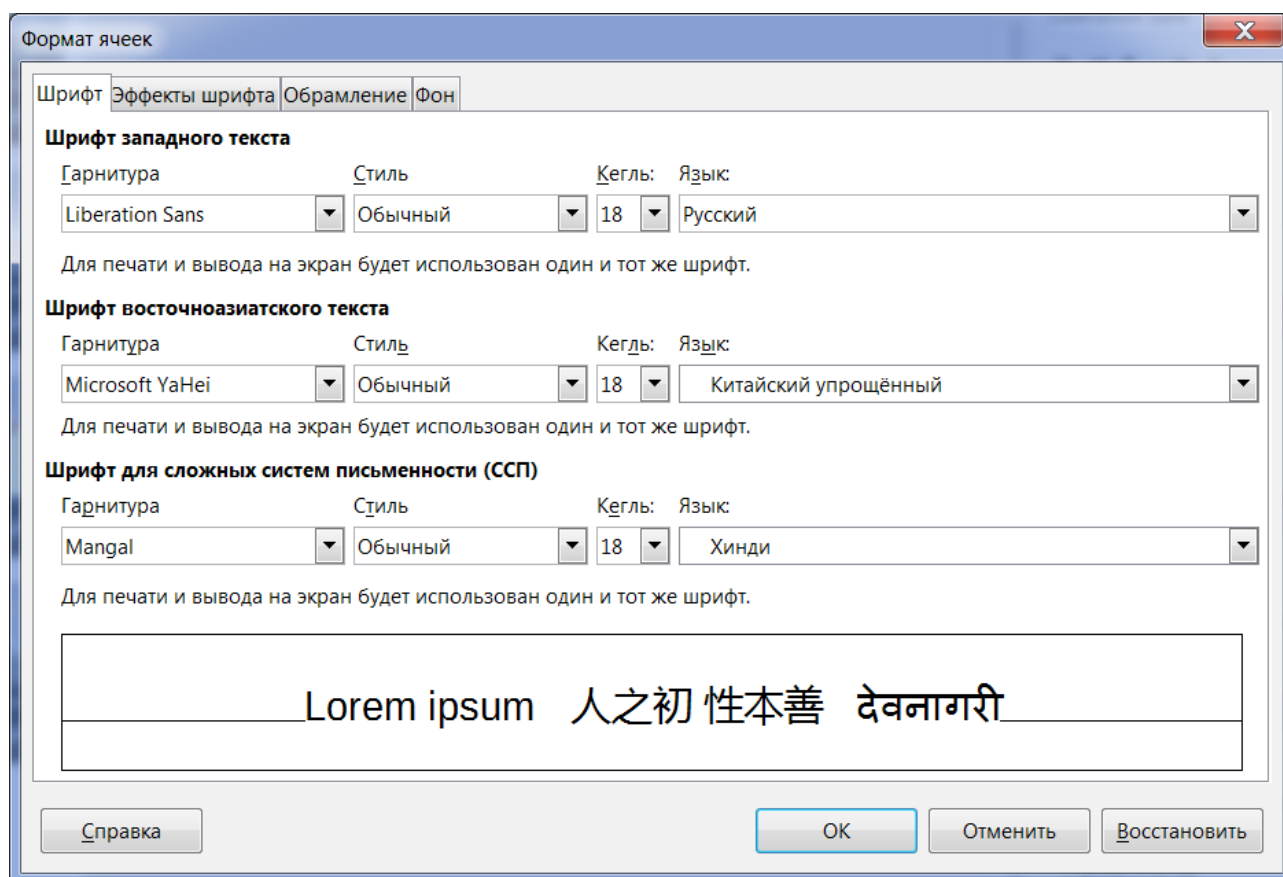 Формат ячеек
Шрифт Эффекты шрифта Обрамление Фон
Шрифт западного текста
Гарнитура Стиль Кегль: Язык:
Liberation Sans Обычный 18 Русский
Для печати и вывода на экран будет использован один и тот же шрифт.
Шрифт восточноазиатского текста
Гарнитура Стиль Кегль: Язык:
Microsoft YaHei Обычный 18 Китайский упрощённый
Для печати и вывода на экран будет использован один и тот же шрифт.
Шрифт для сложных систем письменности (ССП)
Гарнитура Стиль Кегль: Язык:
Mangal Обычный 18 Хинди
Для печати и вывода на экран будет использован один и тот же шрифт.
Lorem ipsum 人之初 性本善 देवनागरी
Справка ОК Отменить Восстановить